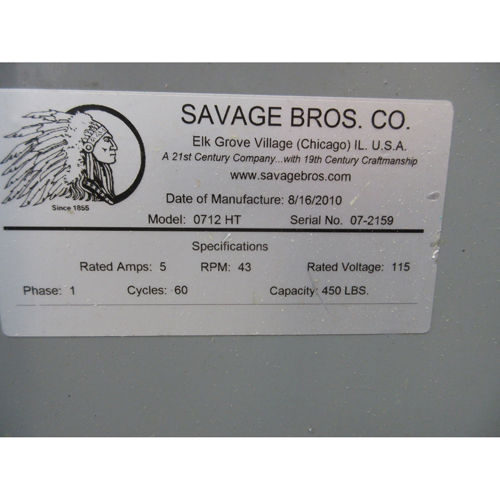 SAVAGE BROS. CO.
Elk Grove Village (Chicago) IL. U.S.A.
A 21st Century Company...with 19th Century Craftmanship
www.savagebros.com
Since 1855
Date of Manufacture: 8/16/2010
Model: 0712 HT Serial No. 07-2159
Specifications
Rated Amps: 5 RPM: 43 Rated Voltage: 115
Phase: 1 Cycles: 60 Capacity: 450 LBS.